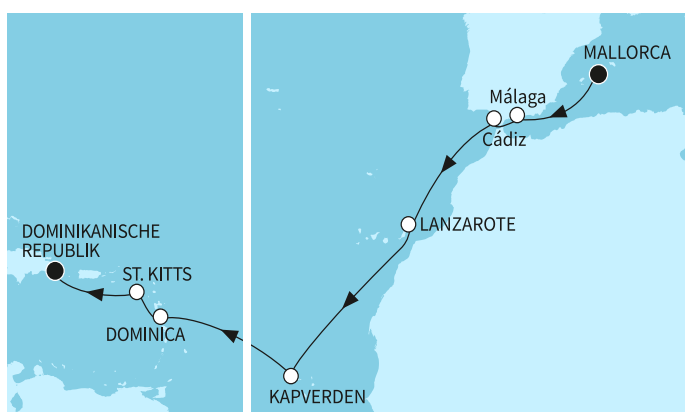 MALLORCA
Málaga
Cádiz
LANZAROTE
DOMINIKANISCHE
REPUBLIK
ST. KITTS
DOMINICA
KAPVERDEN